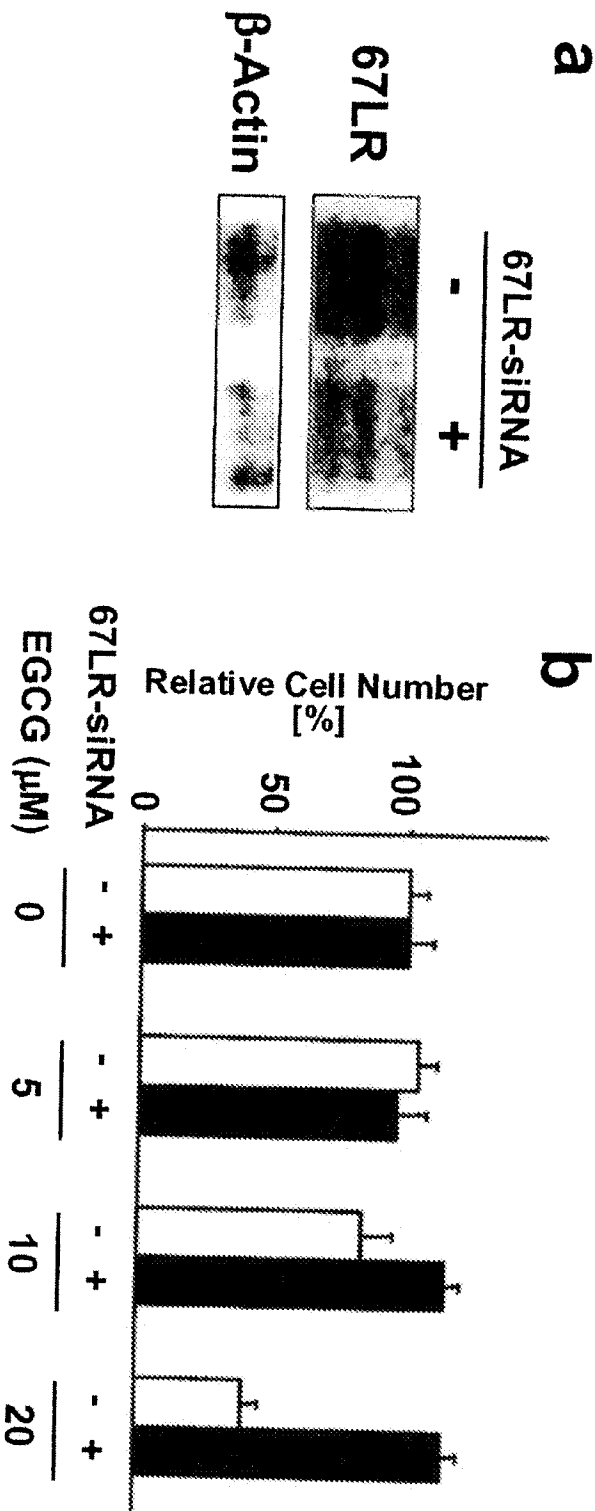 a
67LR-siRNA
- +
67LR
β-Actin
b
Relative Cell Number
[%]
100
50
0
67LR-siRNA - + - + - + - +
EGCG (μM) 0 5 10 20